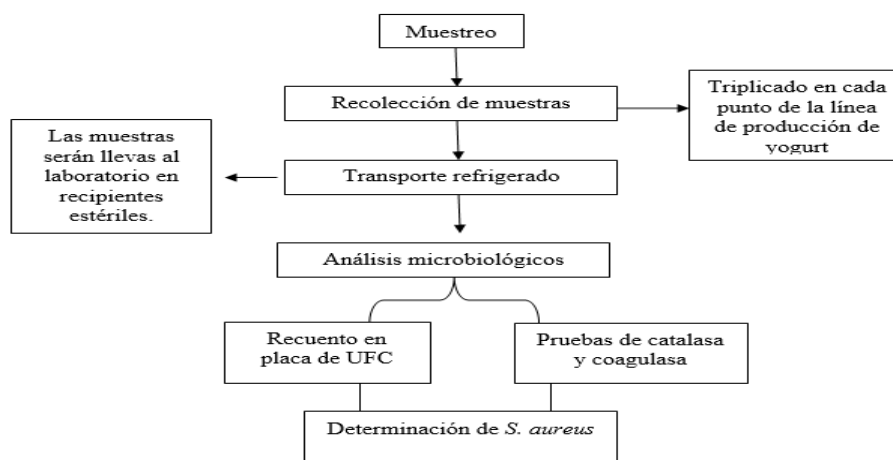 Muestreo
Recolección de muestras
Triplicado en cada
punto de la línea
de producción de
yogurt
Las muestras
serán llevas al
laboratorio en
recipientes
estériles.
Transporte refrigerado
Análisis microbiológicos
Recuento en
placa de UFC
Pruebas de catalasa
y coagulasa
Determinación de S. aureus